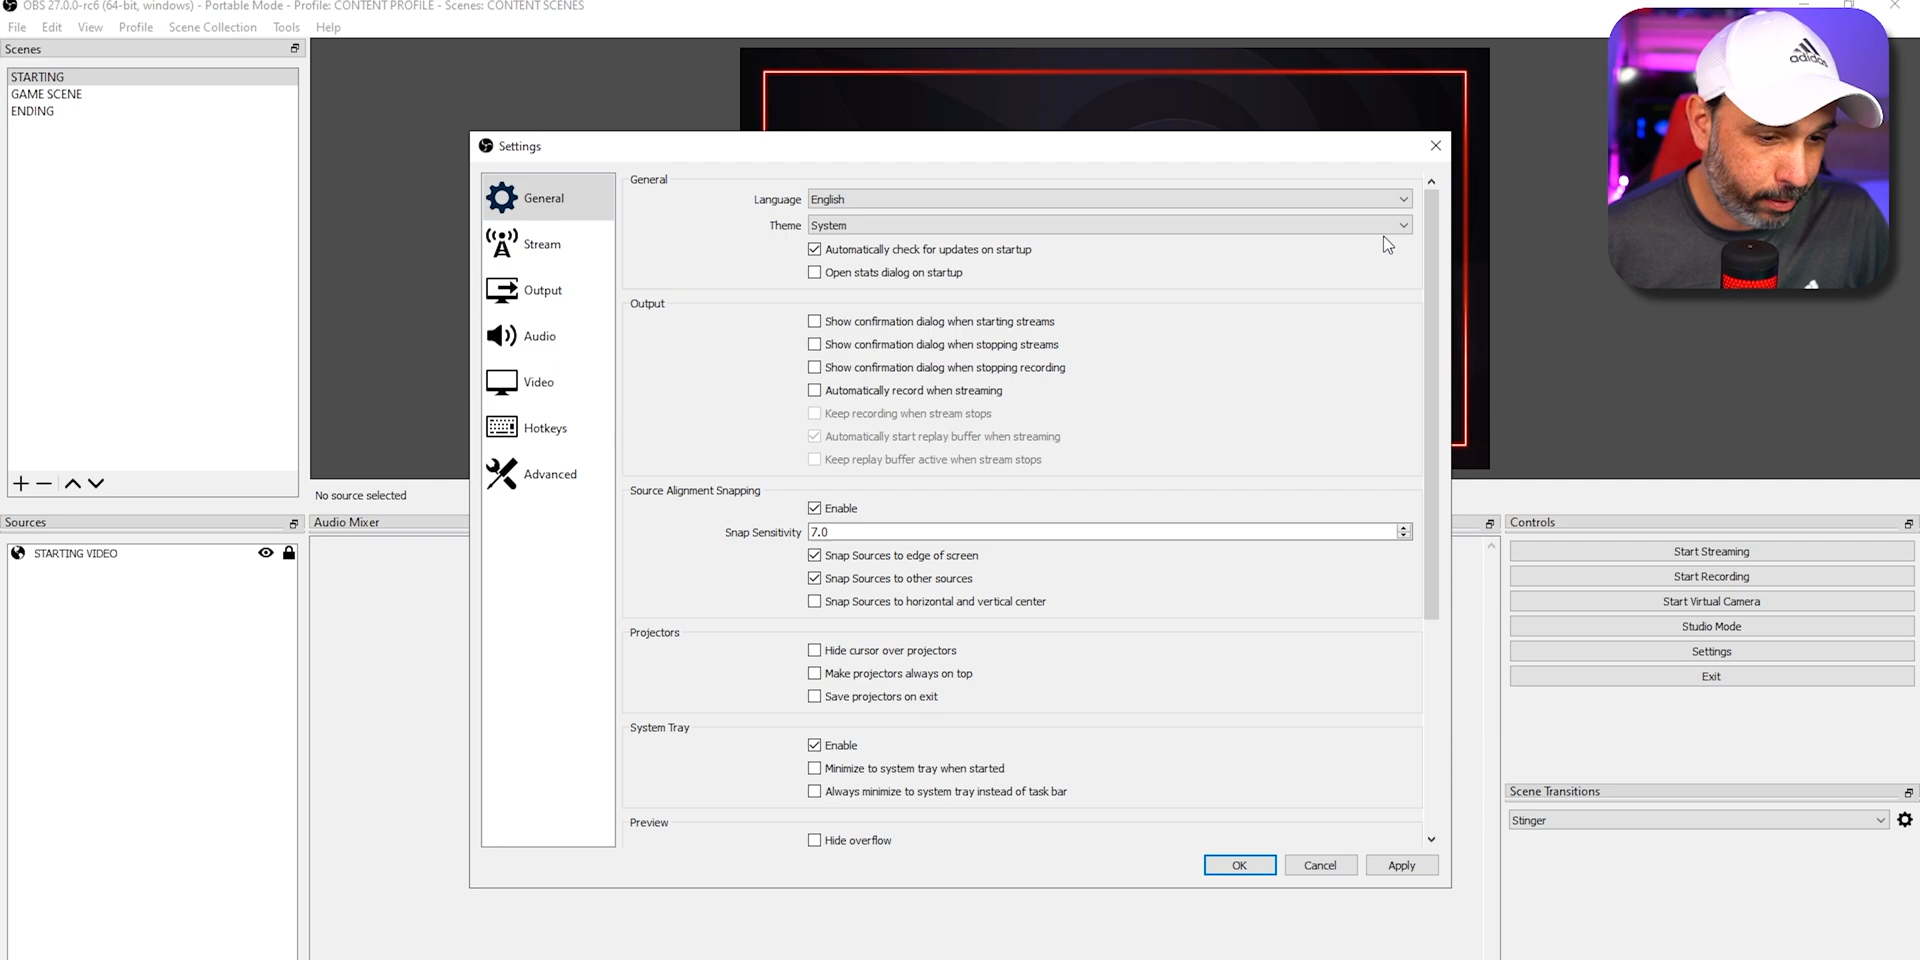 OBS 27.0.0-rc6 (64-bit, windows) - Portable Mode - Profile: CONTENT PROFILE - Scenes: CONTENT SCENES
File Edit View Profile Scene Collection Tools Help
Scenes
STARTING
GAME SCENE
ENDING
adidas
Settings
General
Stream
Output
Audio
Video
Hotkeys
Advanced
General
Language English
Theme System
Automatically check for updates on startup
Open stats dialog on startup
Output
Show confirmation dialog when starting streams
Show confirmation dialog when stopping streams
Show confirmation dialog when stopping recording
Automatically record when streaming
Keep recording when stream stops
Automatically start replay buffer when streaming
Keep replay buffer active when stream stops
Source Alignment Snapping
Enable
Snap Sensitivity 7.0
Snap Sources to edge of screen
Snap Sources to other sources
Snap Sources to horizontal and vertical center
Projectors
Hide cursor over projectors
Make projectors always on top
Save projectors on exit
System Tray
Enable
Minimize to system tray when started
Always minimize to system tray instead of task bar
Preview
Hide overflow
OK Cancel Apply
No source selected
Sources
STARTING VIDEO
Audio Mixer
Controls
Start Streaming
Start Recording
Start Virtual Camera
Studio Mode
Settings
Exit
Scene Transitions
Stinger